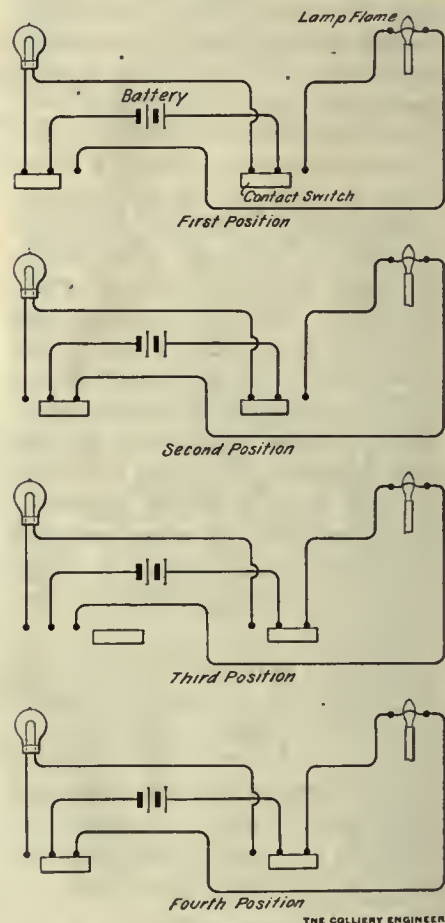 Lamp Flame
Battery
Contact Switch
First Position
Second Position
Third Position
Fourth Position
THE COLLIERY ENGINEER